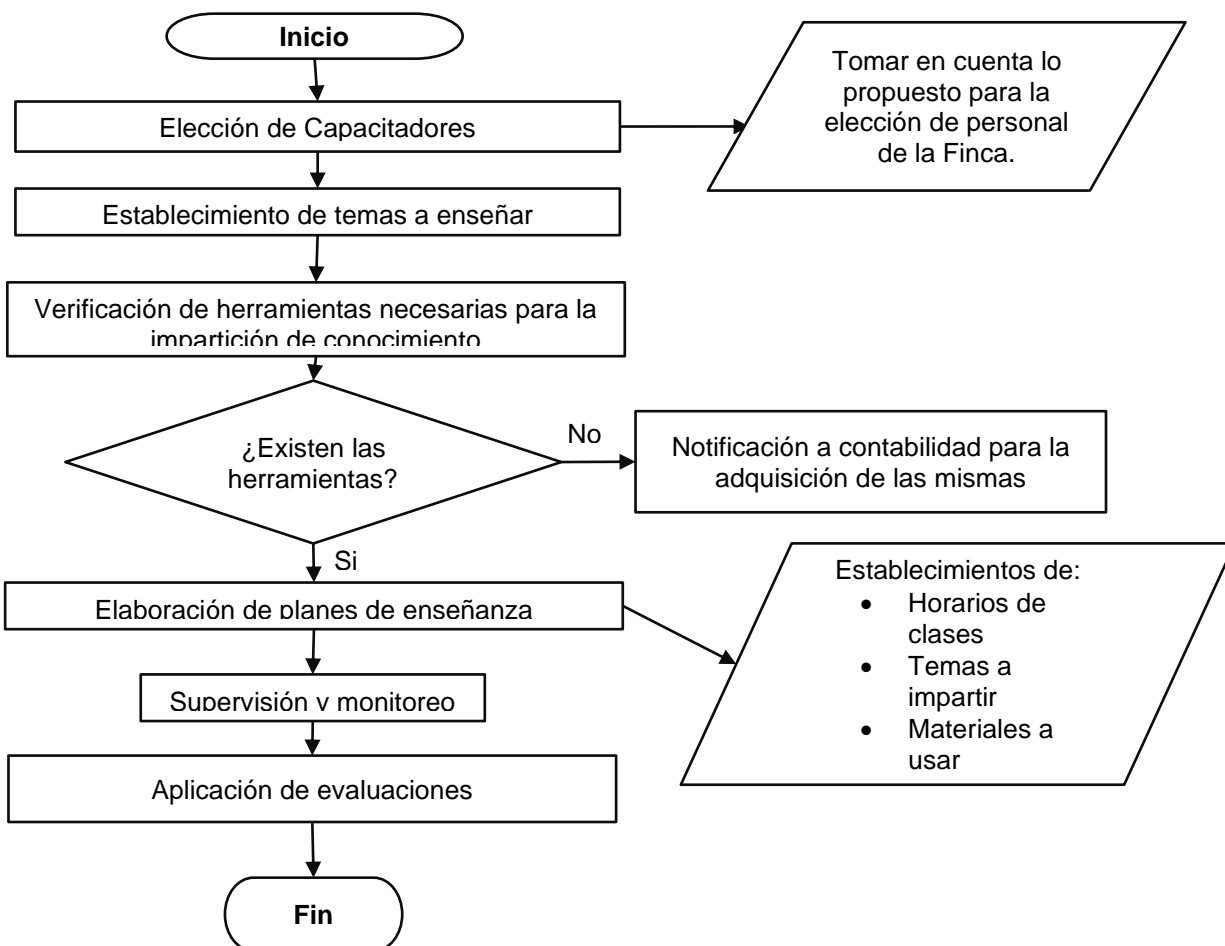 Inicio
Tomar en cuenta lo
propuesto para la
elección de personal
de la Finca.
Elección de Capacitadores
Establecimiento de temas a enseñar
Verificación de herramientas necesarias para la
impartición de conocimiento
¿Existen las
herramientas?
No
Notificación a contabilidad para la
adquisición de las mismas
Si
Elaboración de planes de enseñanza
Establecimientos de:
• Horarios de
clases
• Temas a
impartir
• Materiales a
usar
Supervisión y monitoreo
Aplicación de evaluaciones
Fin